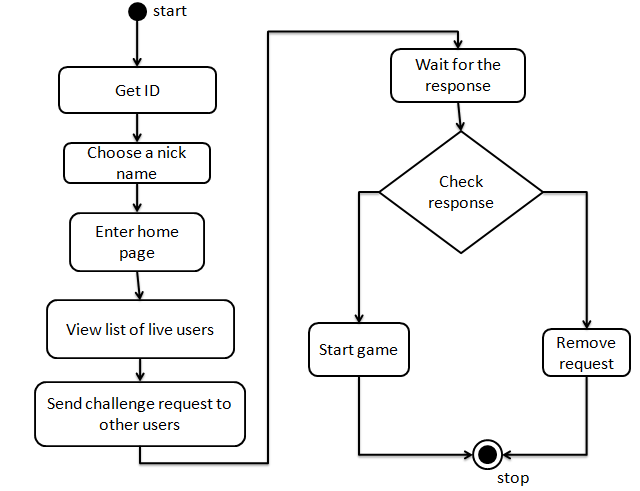 start
Get ID
Choose a nick
name
Enter home
page
View list of live users
Send challenge request to
other users
Wait for the
response
Check
response
Start game
Remove
request
stop